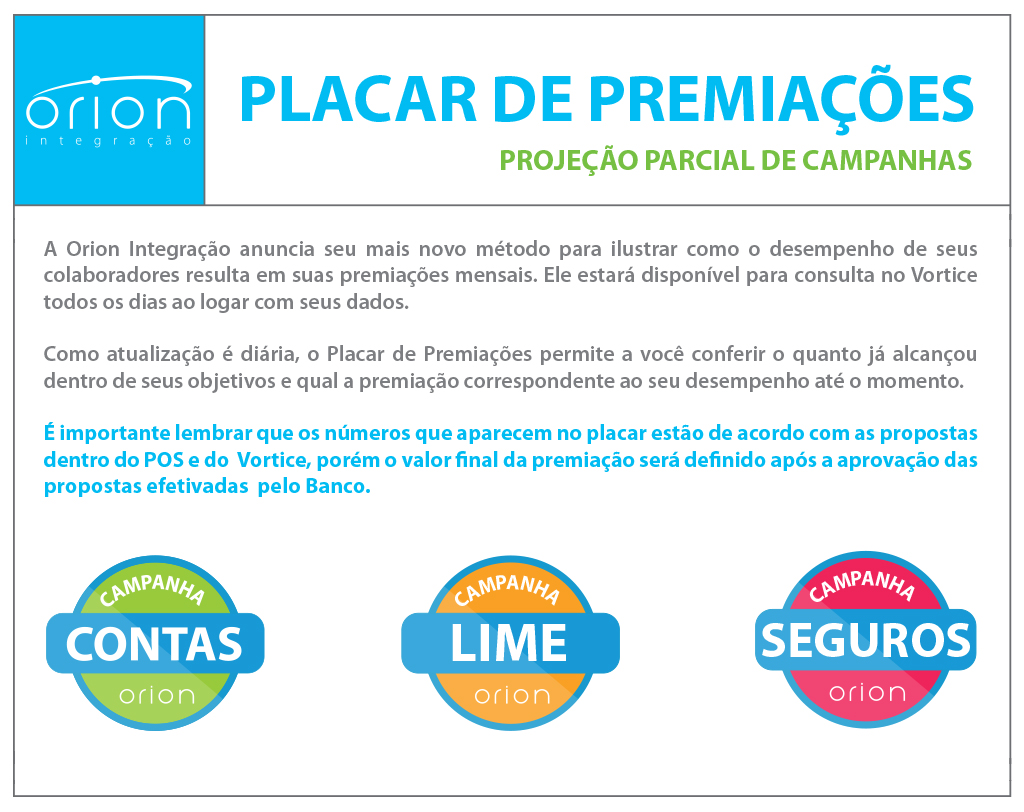 orion
integração
PLACAR DE PREMIAÇÕES
PROJEÇÃO PARCIAL DE CAMPANHAS
A Orion Integração anuncia seu mais novo método para ilustrar como o desempenho de seus
colaboradores resulta em suas premiações mensais. Ele estará disponível para consulta no Vortice
todos os dias ao logar com seus dados.
Como atualização é diária, o Placar de Premiações permite a você conferir o quanto já alcançou
dentro de seus objetivos e qual a premiação correspondente ao seu desempenho até o momento.
É importante lembrar que os números que aparecem no placar estão de acordo com as propostas
dentro do POS e do Vortice, porém o valor final da premiação será definido após a aprovação das
propostas efetivadas pelo Banco.
CAMPANHA
CONTAS
orion
CAMPANHA
LIME
orion
CAMPANHA
SEGUROS
orion